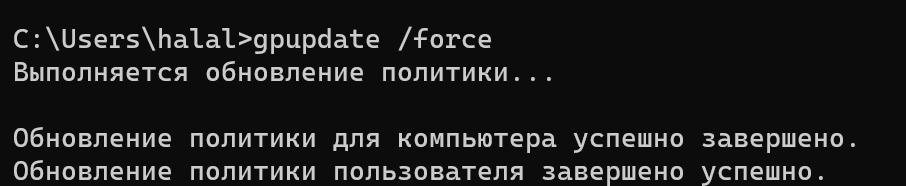 C:\Users\halal>gpupdate /force
Выполняется обновление политики...
Обновление политики для компьютера успешно завершено.
Обновление политики пользователя завершено успешно.